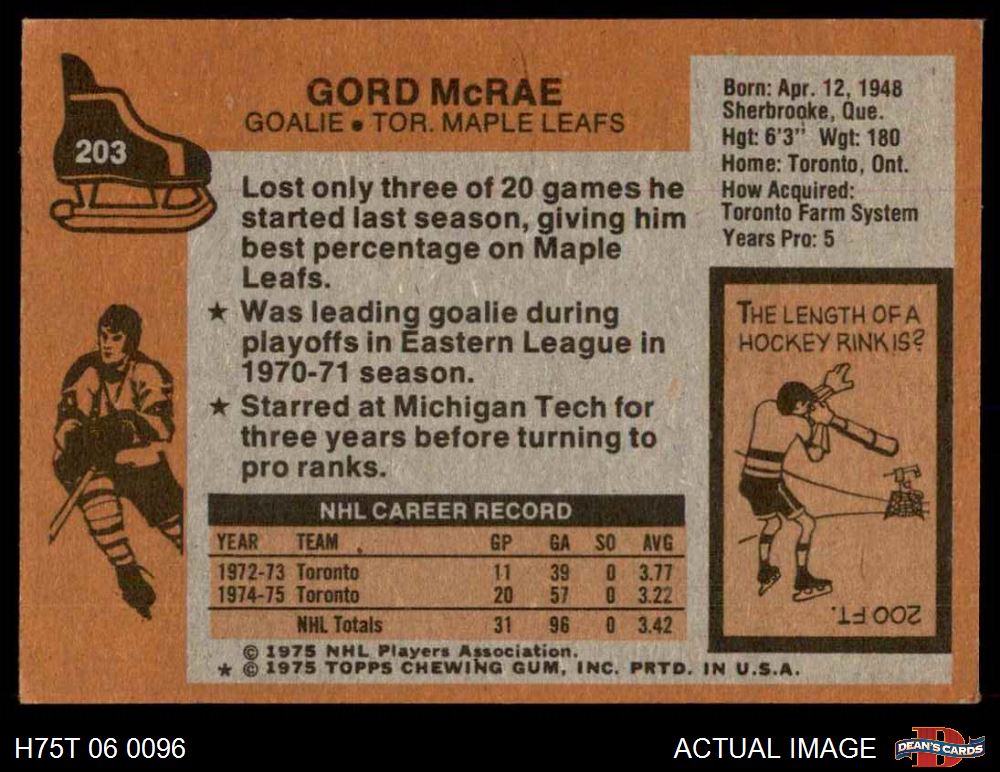 203
GORD McRAE
GOALIE • TOR. MAPLE LEAFS
Born: Apr. 12, 1948
Sherbrooke, Que.
Hgt: 6'3" Wgt: 180
Home: Toronto, Ont.
How Acquired:
Toronto Farm System
Years Pro: 5
Lost only three of 20 games he
started last season, giving him
best percentage on Maple
Leafs.
★ Was leading goalie during
playoffs in Eastern League in
1970-71 season.
★ Starred at Michigan Tech for
three years before turning to
pro ranks.
THE LENGTH OF A
HOCKEY RINK IS?
200 FT.
NHL CAREER RECORD
YEAR TEAM GP GA SO AVG
1972-73 Toronto 11 39 0 3.77
1974-75 Toronto 20 57 0 3.22
NHL Totals 31 96 0 3.42
© 1975 NHL Players Association.
★ © 1975 TOPPS CHEWING GUM, INC. PRTD. IN U.S.A.
H75T 06 0096
ACTUAL IMAGE
D
DEAN'S CARDS